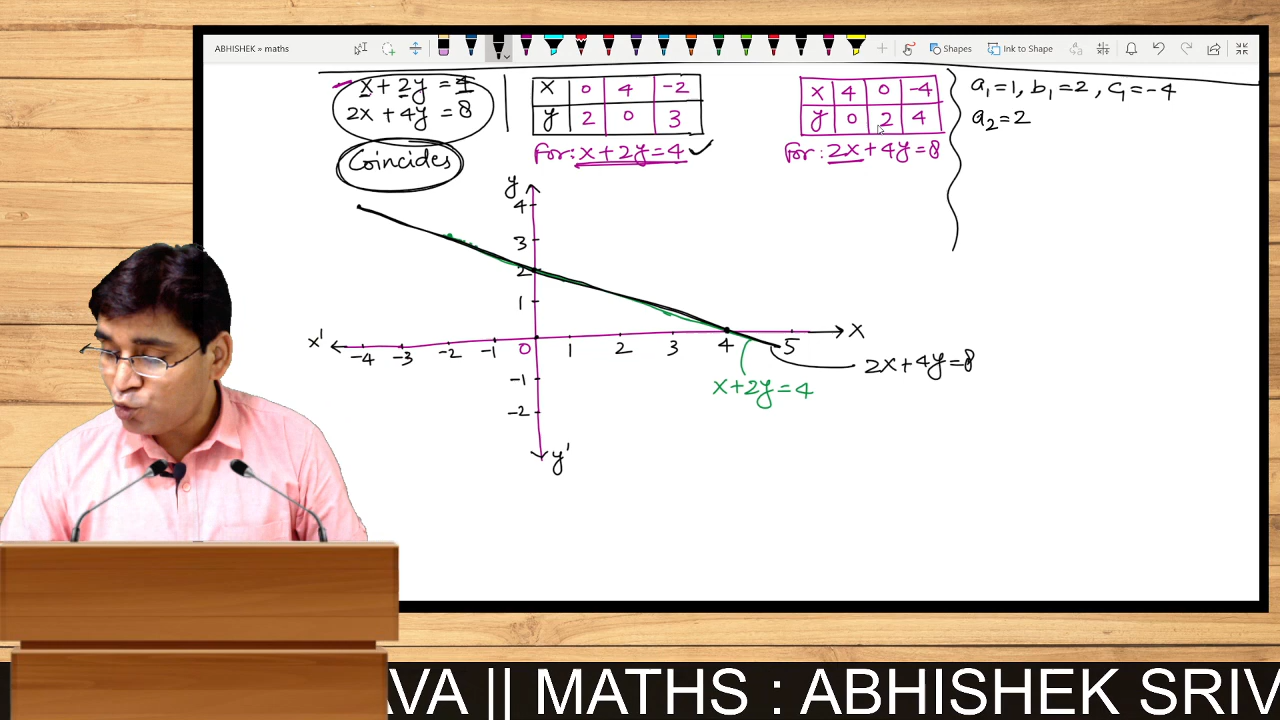 ABHISHEK » maths
Shapes
Ink to Shape
x + 2y = 4
2x + 4y = 8
Coincides
x 0 4 -2
y 2 0 3
For: x+2y=4
x 4 0 -4
y 0 2 4
For: 2x+4y=8
a₁=1, b₁=2, c₁=-4
a₂=2
y
4
3
2
1
x' -4 -3 -2 -1 0 1 2 3 4 5 x
-1
-2
y'
x+2y=4
2x+4y=8
AVA || MATHS : ABHISHEK SRIV